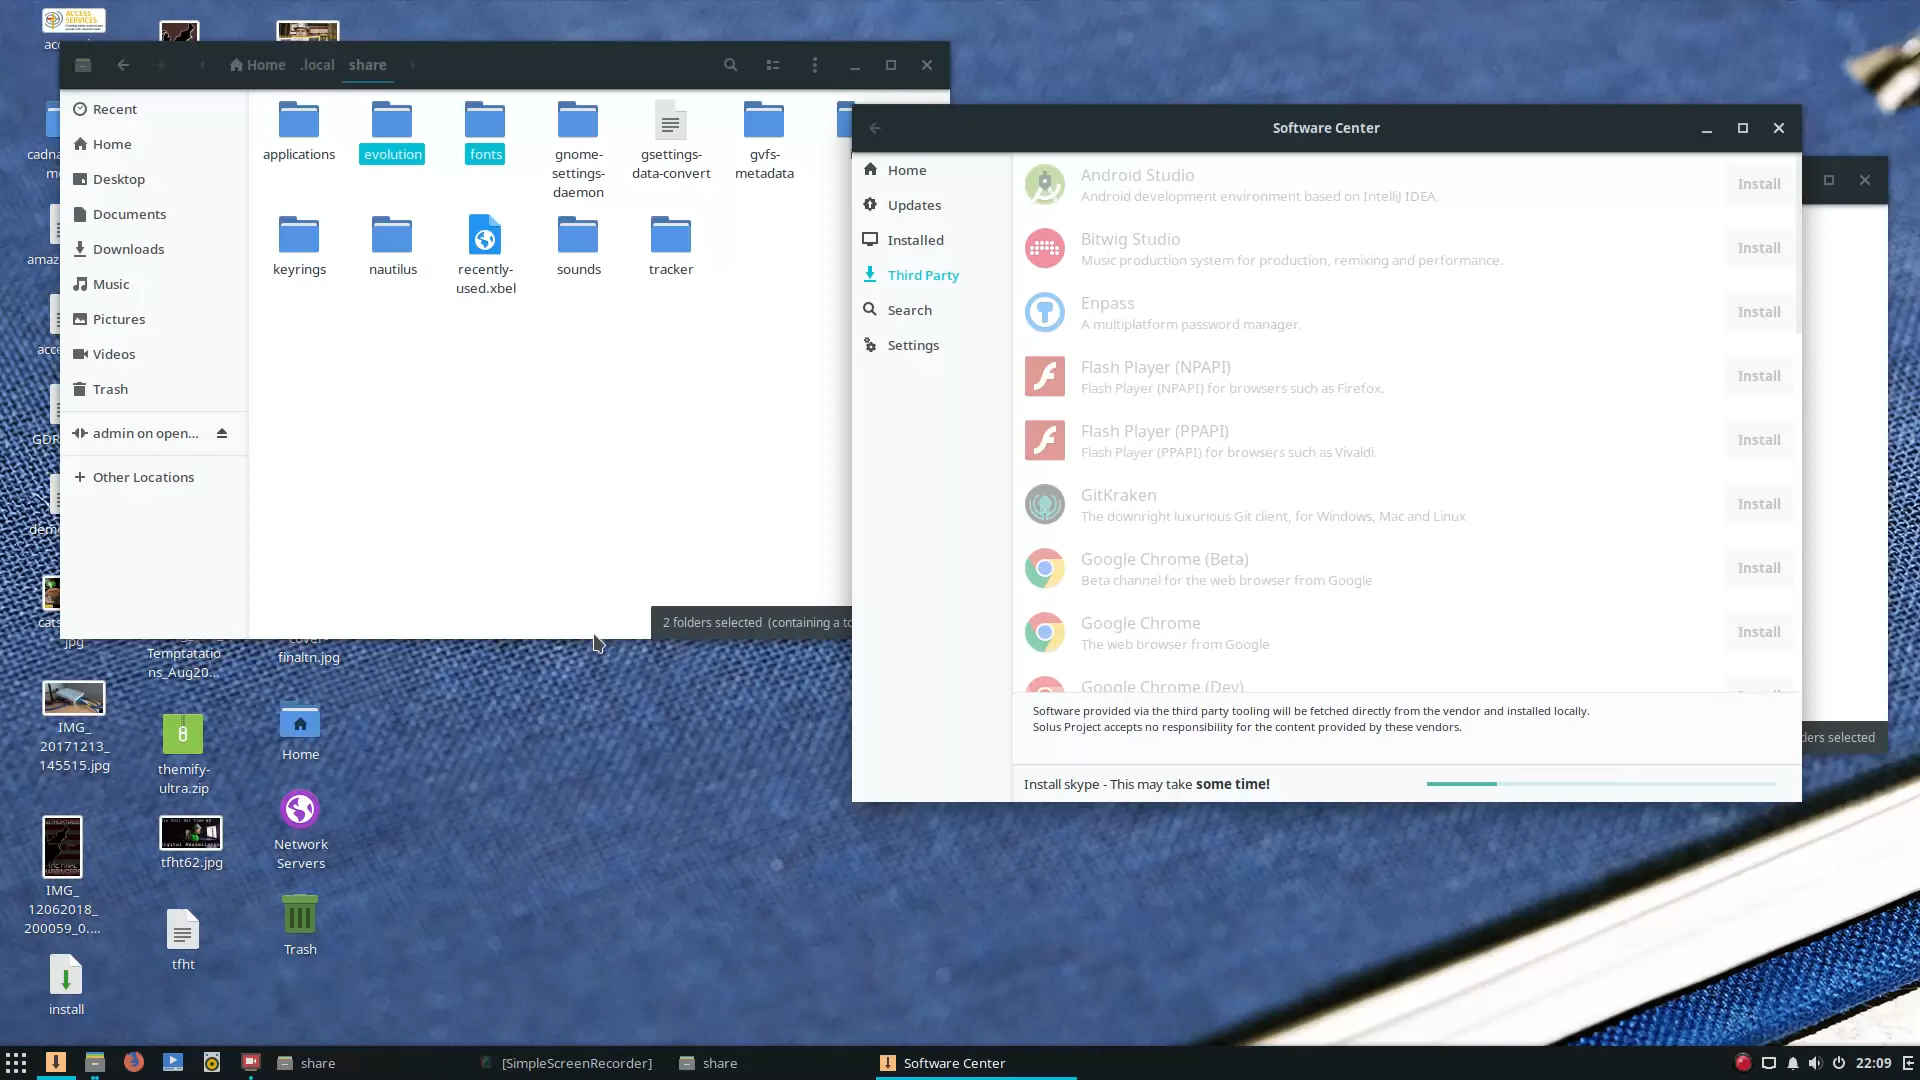 ACCESS
SERVICES
Home
.local
share
Recent
Home
Desktop
Documents
Downloads
Music
Pictures
Videos
Trash
admin on open...
Other Locations
applications
evolution
fonts
gnome-
settings-
daemon
gsettings-
data-convert
gvfs-
metadata
keyrings
nautilus
recently-
used.xbel
sounds
tracker
2 folders selected (containing a to
Software Center
Home
Updates
Installed
Third Party
Search
Settings
Android Studio
Android development environment based on IntelliJ IDEA.
Install
Bitwig Studio
Music production system for production, remixing and performance.
Install
Enpass
A multiplatform password manager.
Install
Flash Player (NPAPI)
Flash Player (NPAPI) for browsers such as Firefox.
Install
Flash Player (PPAPI)
Flash Player (PPAPI) for browsers such as Vivaldi.
Install
GitKraken
The downright luxurious Git client, for Windows, Mac and Linux
Install
Google Chrome (Beta)
Beta channel for the web browser from Google
Install
Google Chrome
The web browser from Google
Install
Google Chrome (Dev)
Software provided via the third party tooling will be fetched directly from the vendor and installed locally.
Solus Project accepts no responsibility for the content provided by these vendors.
Install skype - This may take some time!
ders selected
cadna
amaz
acce
GDR
demo
cats
jpg
Temptatatio
ns_Aug20...
finaltn.jpg
IMG_
20171213_
145515.jpg
themify-
ultra.zip
Home
Network
Servers
tfht62.jpg
IMG_
12062018_
200059_0....
tfht
Trash
install
share
[SimpleScreenRecorder]
share
Software Center
22:09